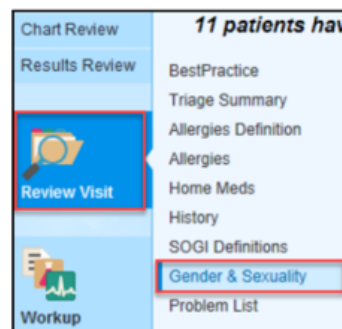 Chart Review
Results Review
Review Visit
Workup
11 patients hav
BestPractice
Triage Summary
Allergies Definition
Allergies
Home Meds
History
SOGI Definitions
Gender & Sexuality
Problem List